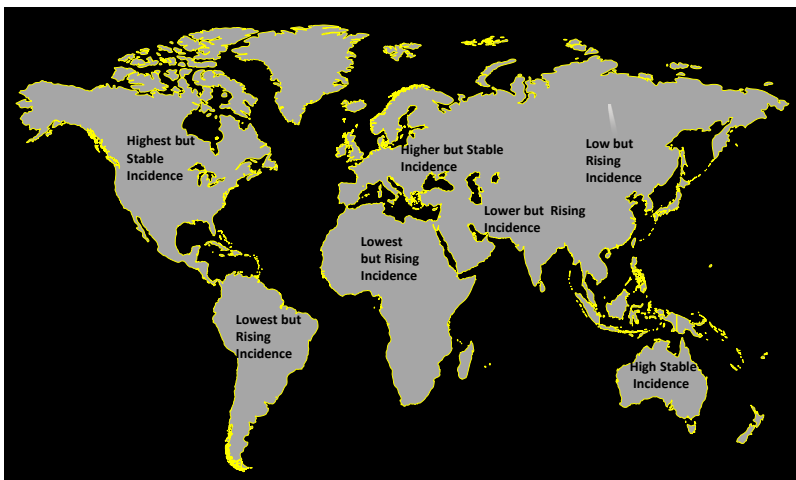 Highest but
Stable
Incidence
Higher but Stable
Incidence
Low but
Rising
Incidence
Lower but  Rising
Incidence
Lowest
but Rising
Incidence
Lowest but
Rising
Incidence
High Stable
Incidence